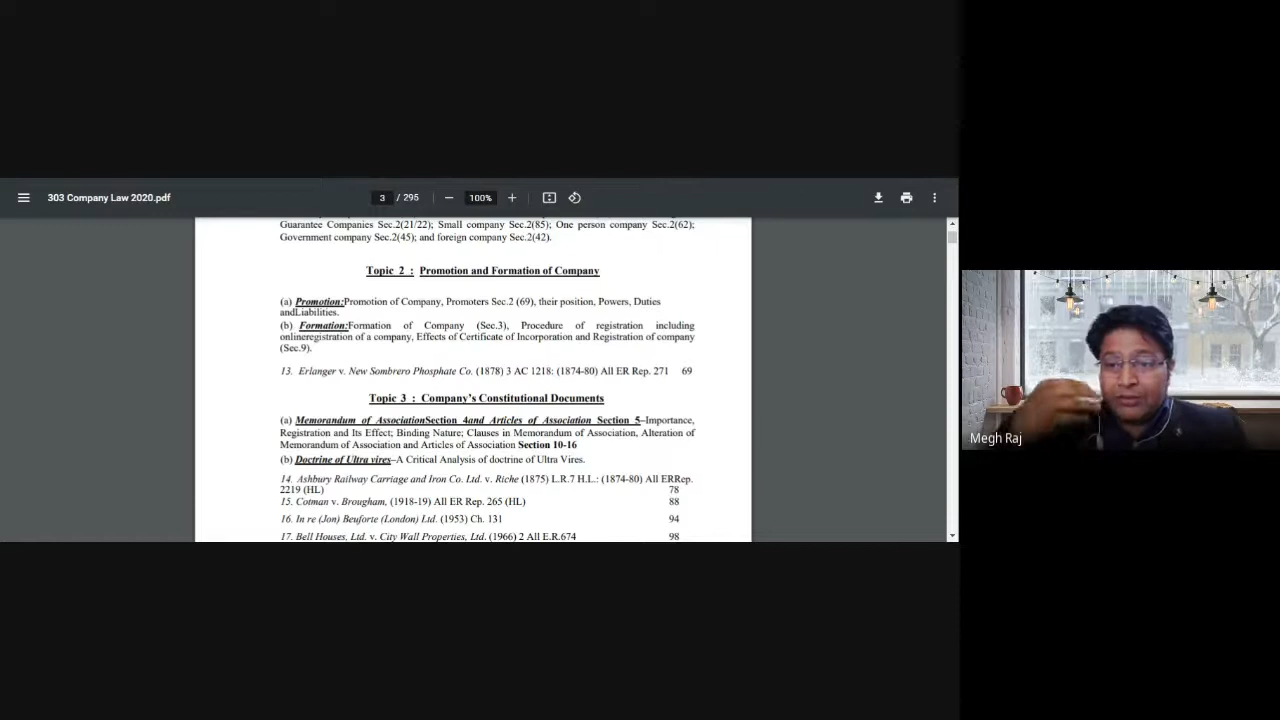 303 Company Law 2020.pdf
3 / 295
100%
Guarantee Companies Sec.2(21/22); Small company Sec.2(85); One person company Sec.2(62);
Government company Sec.2(45); and foreign company Sec.2(42).
Topic 2 : Promotion and Formation of Company
(a) Promotion:Promotion of Company, Promoters Sec.2 (69), their position, Powers, Duties
andLiabilities.
(b) Formation:Formation of Company (Sec.3), Procedure of registration including
onlineregistration of a company, Effects of Certificate of Incorporation and Registration of company
(Sec.9).
13. Erlanger v. New Sombrero Phosphate Co. (1878) 3 AC 1218: (1874-80) All ER Rep. 271 69
Topic 3 : Company's Constitutional Documents
(a) Memorandum of AssociationSection 4and Articles of Association Section 5–Importance,
Registration and Its Effect; Binding Nature; Clauses in Memorandum of Association, Alteration of
Memorandum of Association and Articles of Association Section 10-16
(b) Doctrine of Ultra vires–A Critical Analysis of doctrine of Ultra Vires.
14. Ashbury Railway Carriage and Iron Co. Ltd. v. Riche (1875) L.R.7 H.L.: (1874-80) All ERRep.
2219 (HL) 78
15. Cotman v. Brougham, (1918-19) All ER Rep. 265 (HL) 88
16. In re (Jon) Beuforte (London) Ltd. (1953) Ch. 131 94
17. Bell Houses, Ltd. v. City Wall Properties, Ltd. (1966) 2 All E.R.674 98
Megh Raj